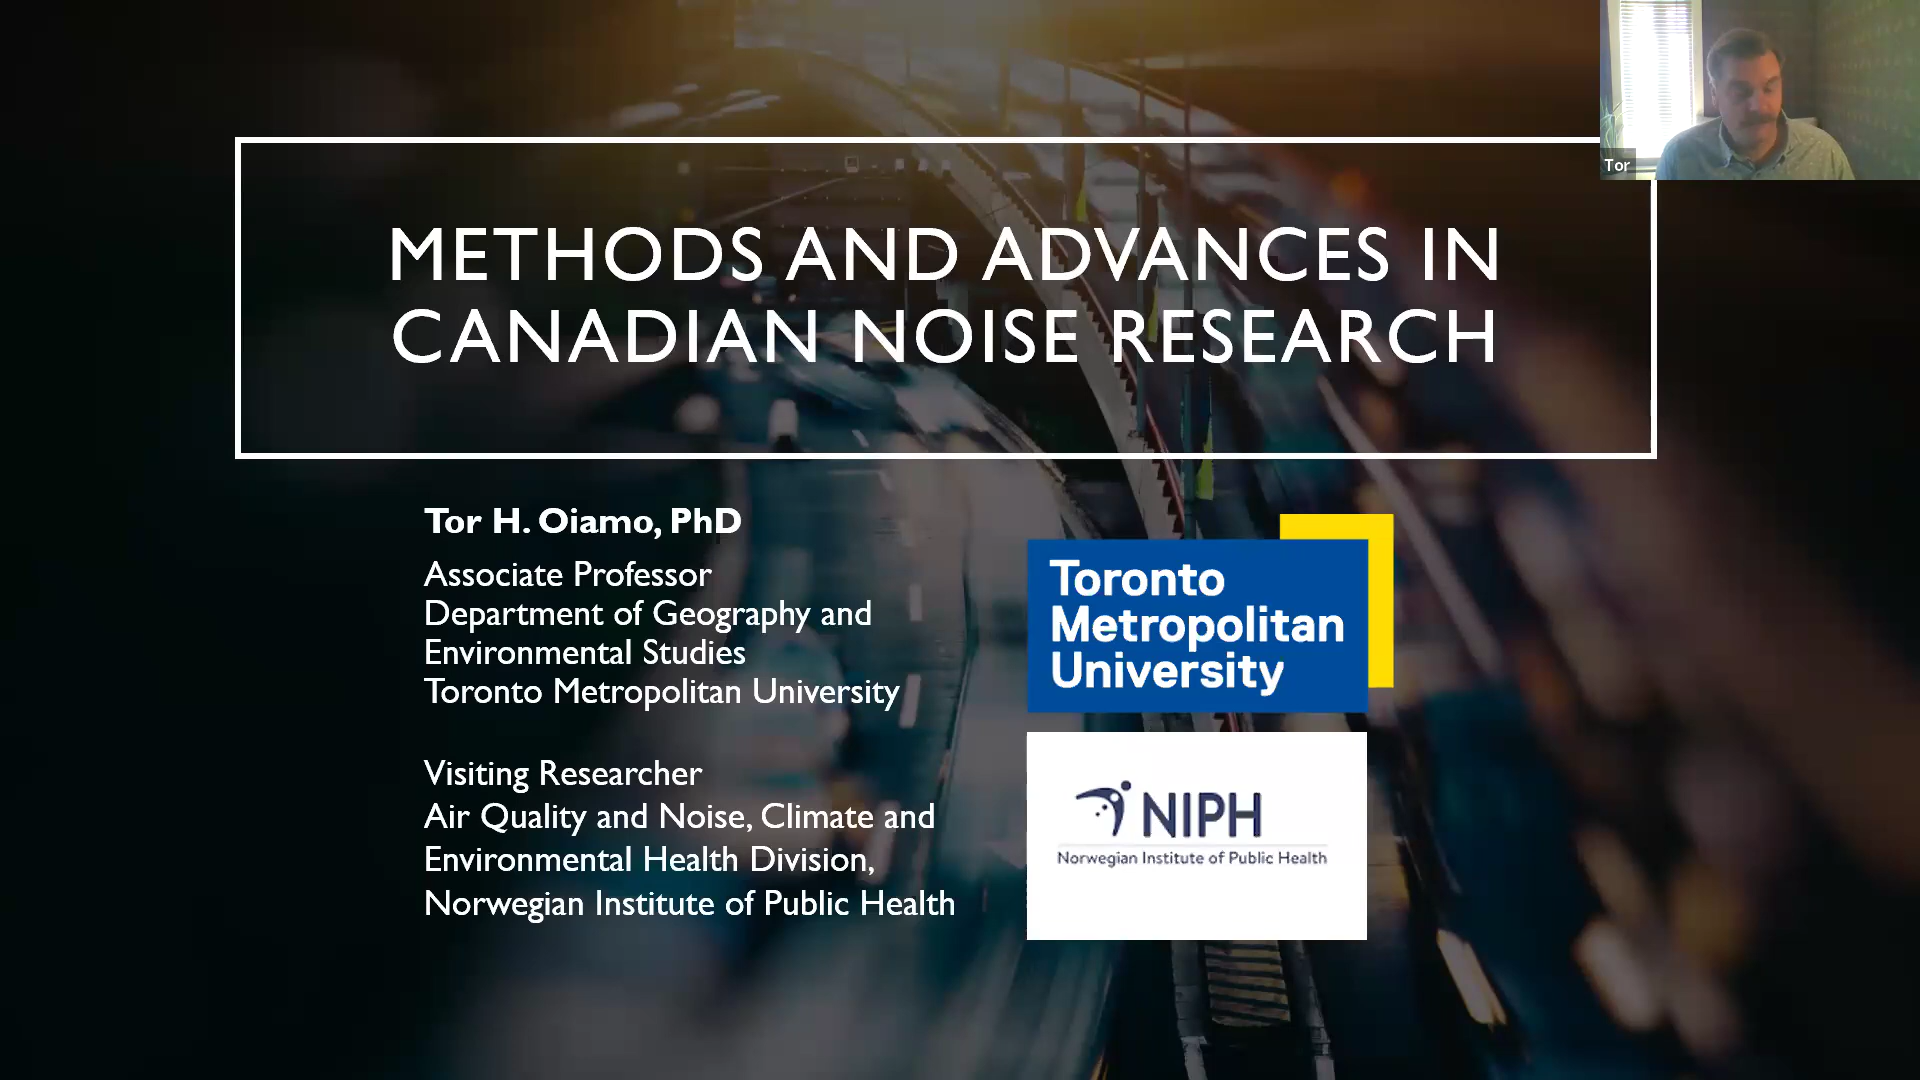 Tor
METHODS AND ADVANCES IN
CANADIAN NOISE RESEARCH
Tor H. Oiamo, PhD
Associate Professor
Department of Geography and
Environmental Studies
Toronto Metropolitan University
Visiting Researcher
Air Quality and Noise, Climate and
Environmental Health Division,
Norwegian Institute of Public Health
Toronto
Metropolitan
University
NIPH
Norwegian Institute of Public Health